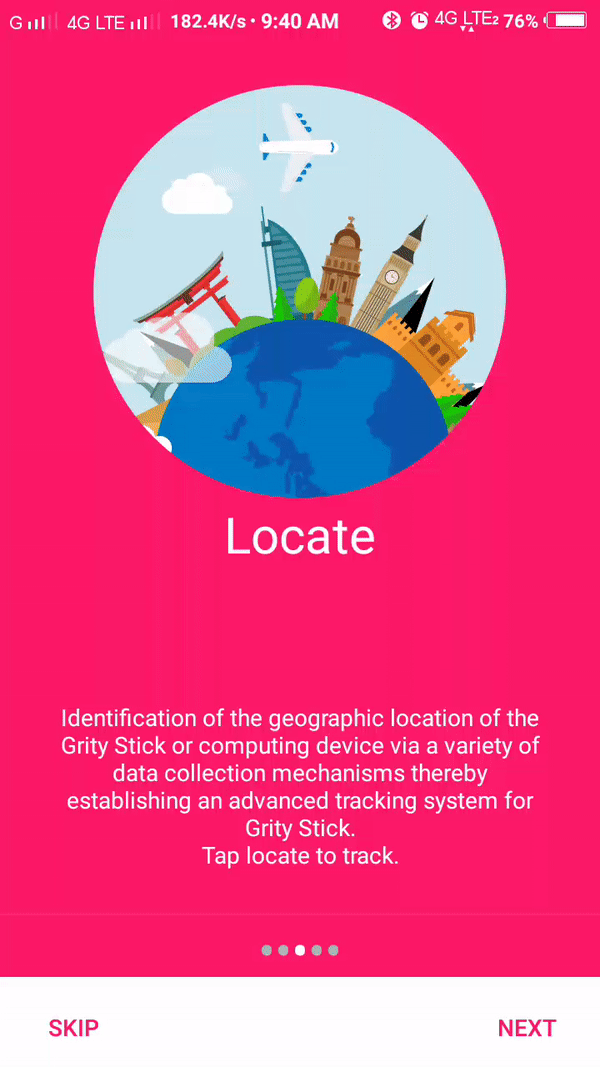 G 4G LTE 182.4K/s · 9:40 AM 4G LTE2 76%
Locate
Identification of the geographic location of the
Grity Stick or computing device via a variety of
data collection mechanisms thereby
establishing an advanced tracking system for
Grity Stick.
Tap locate to track.
SKIP NEXT